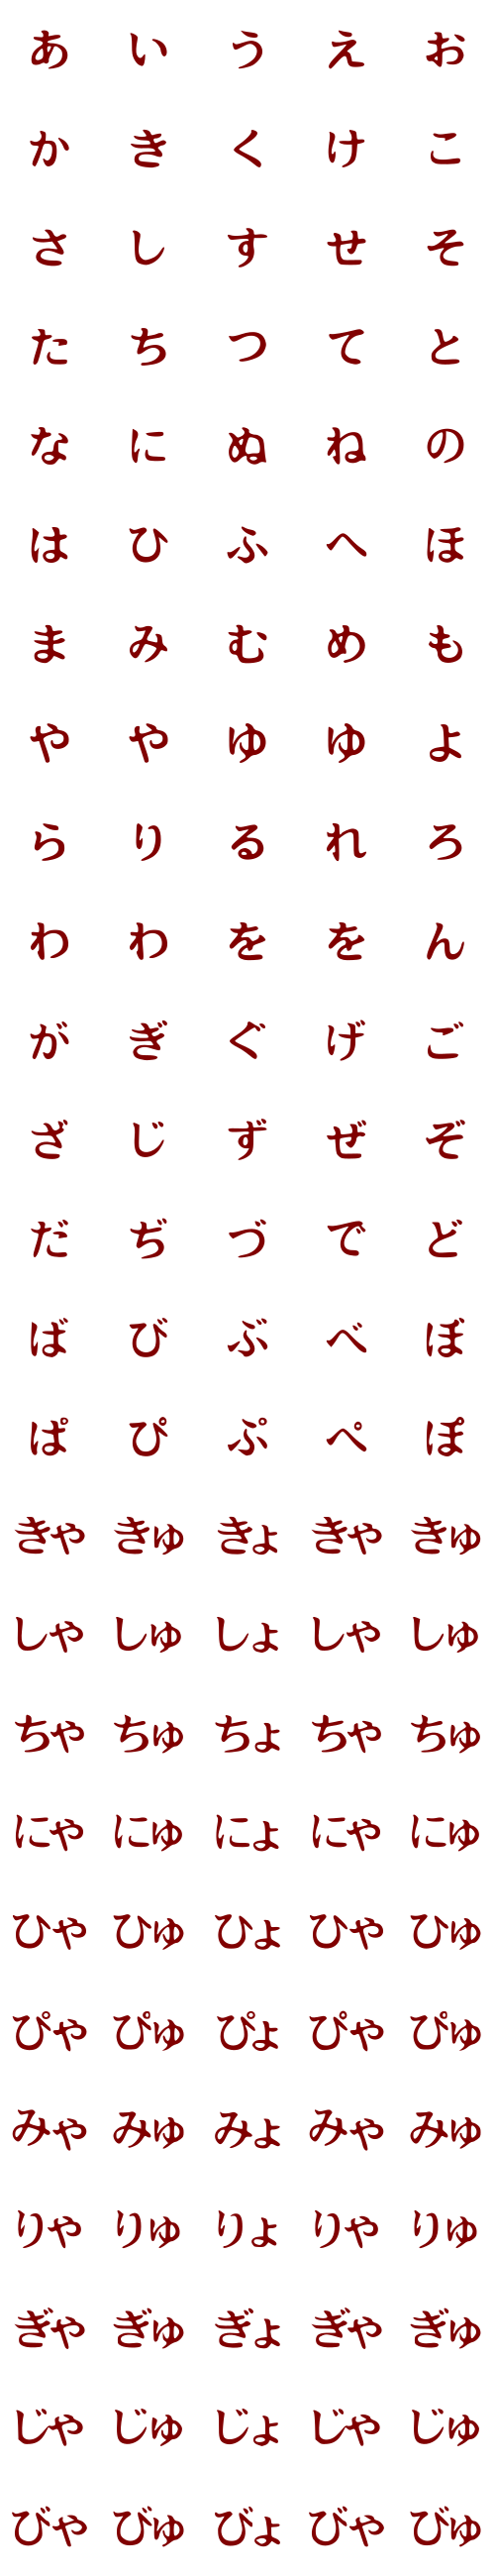 あ い う え お
か き く け こ
さ し す せ そ
た ち つ て と
な に ぬ ね の
は ひ ふ へ ほ
ま み む め も
や や ゆ ゆ よ
ら り る れ ろ
わ わ を を ん
が ぎ ぐ げ ご
ざ じ ず ぜ ぞ
だ ぢ づ で ど
ば び ぶ べ ぼ
ぱ ぴ ぷ ぺ ぽ
きゃ きゅ きょ きゃ きゅ
しゃ しゅ しょ しゃ しゅ
ちゃ ちゅ ちょ ちゃ ちゅ
にゃ にゅ にょ にゃ にゅ
ひゃ ひゅ ひょ ひゃ ひゅ
ぴゃ ぴゅ ぴょ ぴゃ ぴゅ
みゃ みゅ みょ みゃ みゅ
りゃ りゅ りょ りゃ りゅ
ぎゃ ぎゅ ぎょ ぎゃ ぎゅ
じゃ じゅ じょ じゃ じゅ
びゃ びゅ びょ びゃ びゅ